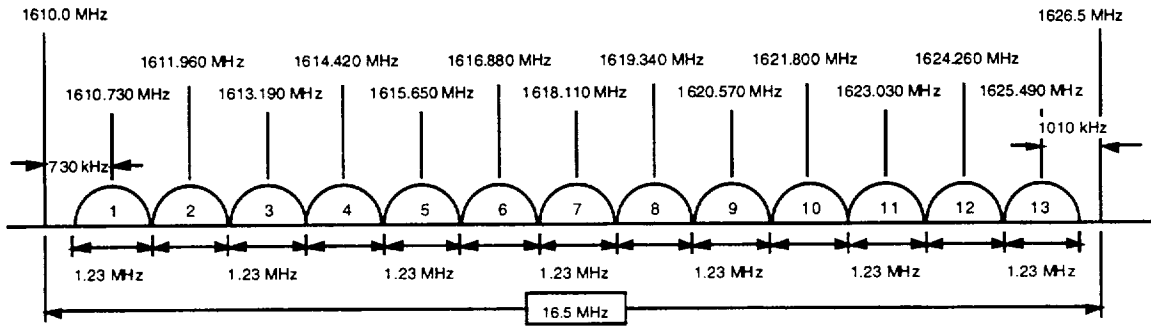 1610.0 MHz
1626.5 MHz
1611.960 MHz 1614.420 MHz 1616.880 MHz 1619.340 MHz 1621.800 MHz 1624.260 MHz
1610.730 MHz 1613.190 MHz 1615.650 MHz 1618.110 MHz 1620.570 MHz 1623.030 MHz 1625.490 MHz
730 kHz
1010 kHz
1 2 3 4 5 6 7 8 9 10 11 12 13
1.23 MHz 1.23 MHz 1.23 MHz 1.23 MHz 1.23 MHz 1.23 MHz 1.23 MHz
16.5 MHz